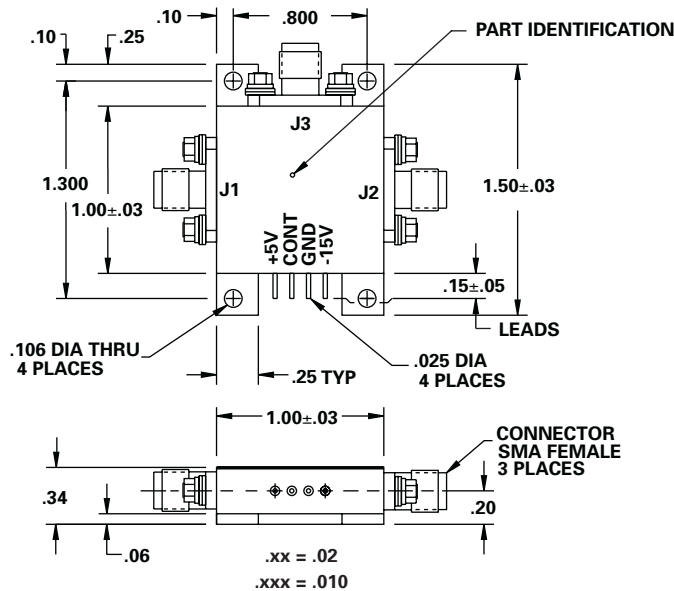 .10
.800
.10
.25
PART IDENTIFICATION
J3
1.300
1.00±.03
J1
J2
1.50±.03
+5V
CONT
GND
-15V
.15±.05
LEADS
.106 DIA THRU
4 PLACES
.25 TYP
.025 DIA
4 PLACES
1.00±.03
CONNECTOR
SMA FEMALE
3 PLACES
.34
.20
.06
.xx = .02
.xxx = .010